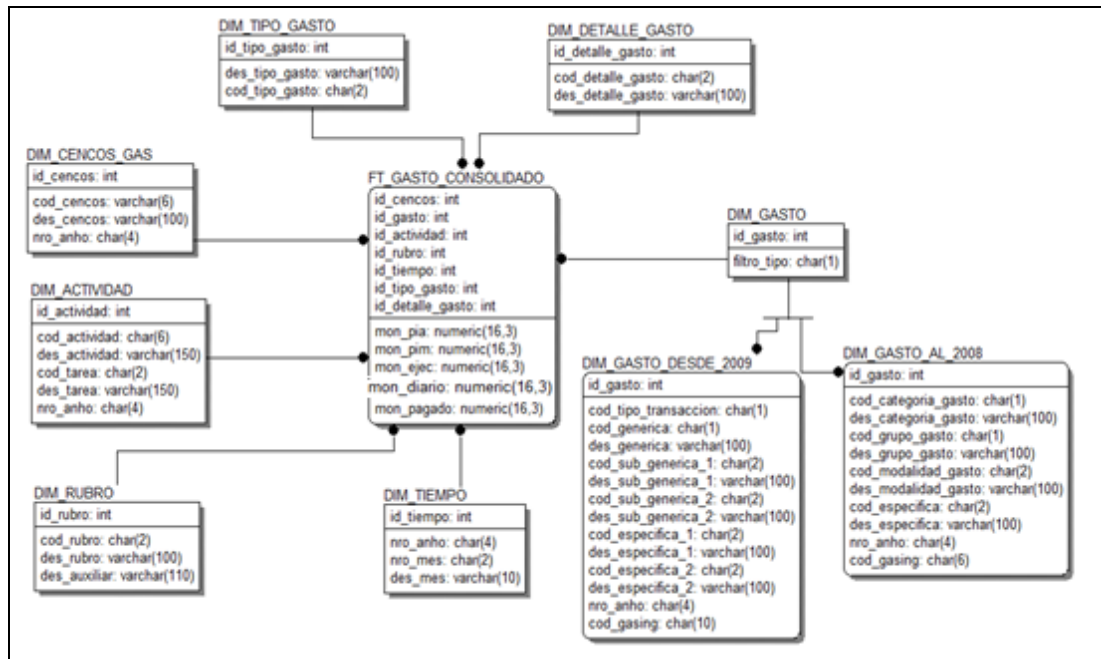 DIM_TIPO_GASTO
id_tipo_gasto: int
des_tipo_gasto: varchar(100)
cod_tipo_gasto: char(2)
DIM_DETALLE_GASTO
id_detalle_gasto: int
cod_detalle_gasto: char(2)
des_detalle_gasto: varchar(100)
DIM_CENCOS_GAS
id_cencos: int
cod_cencos: varchar(6)
des_cencos: varchar(100)
nro_anho: char(4)
FT_GASTO_CONSOLIDADO
id_cencos: int
id_gasto: int
id_actividad: int
id_rubro: int
id_tiempo: int
id_tipo_gasto: int
id_detalle_gasto: int
mon_pia: numeric(16,3)
mon_pim: numeric(16,3)
mon_ejec: numeric(16,3)
mon_diario: numeric(16,3)
mon_pagado: numeric(16,3)
DIM_GASTO
id_gasto: int
filtro_tipo: char(1)
DIM_ACTIVIDAD
id_actividad: int
cod_actividad: char(6)
des_actividad: varchar(150)
cod_tarea: char(2)
des_tarea: varchar(150)
nro_anho: char(4)
DIM_GASTO_DESDE_2009
id_gasto: int
cod_tipo_transaccion: char(1)
cod_generica: char(1)
des_generica: varchar(100)
cod_sub_generica_1: char(2)
des_sub_generica_1: varchar(100)
cod_sub_generica_2: char(2)
des_sub_generica_2: varchar(100)
cod_especifica_1: char(2)
des_especifica_1: varchar(100)
cod_especifica_2: char(2)
des_especifica_2: varchar(100)
nro_anho: char(4)
cod_gasing: char(10)
DIM_GASTO_AL_2008
id_gasto: int
cod_categoria_gasto: char(1)
des_categoria_gasto: varchar(100)
cod_grupo_gasto: char(1)
des_grupo_gasto: varchar(100)
cod_modalidad_gasto: char(2)
des_modalidad_gasto: varchar(100)
cod_especifica: char(2)
des_especifica: varchar(100)
nro_anho: char(4)
cod_gasing: char(6)
DIM_RUBRO
id_rubro: int
cod_rubro: char(2)
des_rubro: varchar(100)
des_auxiliar: varchar(110)
DIM_TIEMPO
id_tiempo: int
nro_anho: char(4)
nro_mes: char(2)
des_mes: varchar(10)